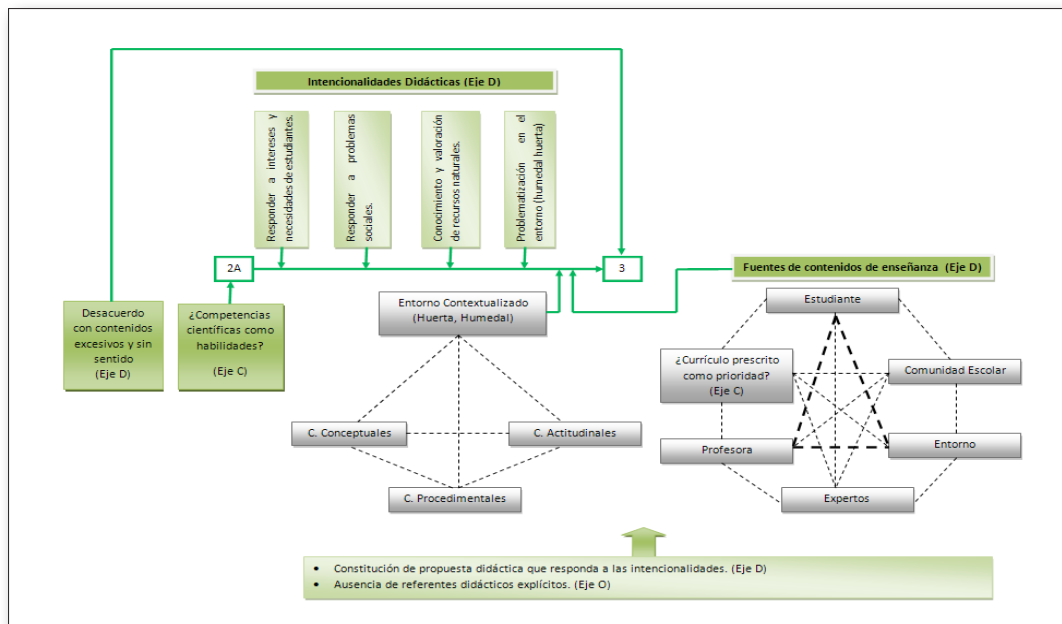 Intencionalidades Didácticas (Eje D)
Responder a intereses y
necesidades de estudiantes.
Responder a problemas
sociales.
Conocimiento y valoración
de recursos naturales.
Problematización en el
entorno (humedal huerta)
2A
3
Fuentes de contenidos de enseñanza (Eje D)
Desacuerdo
con contenidos
excesivos y sin
sentido
(Eje D)
¿Competencias
científicas como
habilidades?
(Eje C)
Entorno Contextualizado
(Huerta, Humedal)
C. Conceptuales
C. Actitudinales
C. Procedimentales
Estudiante
¿Currículo prescrito
como prioridad?
(Eje C)
Comunidad Escolar
Profesora
Entorno
Expertos
• Constitución de propuesta didáctica que responda a las intencionalidades. (Eje D)
• Ausencia de referentes didácticos explícitos. (Eje O)